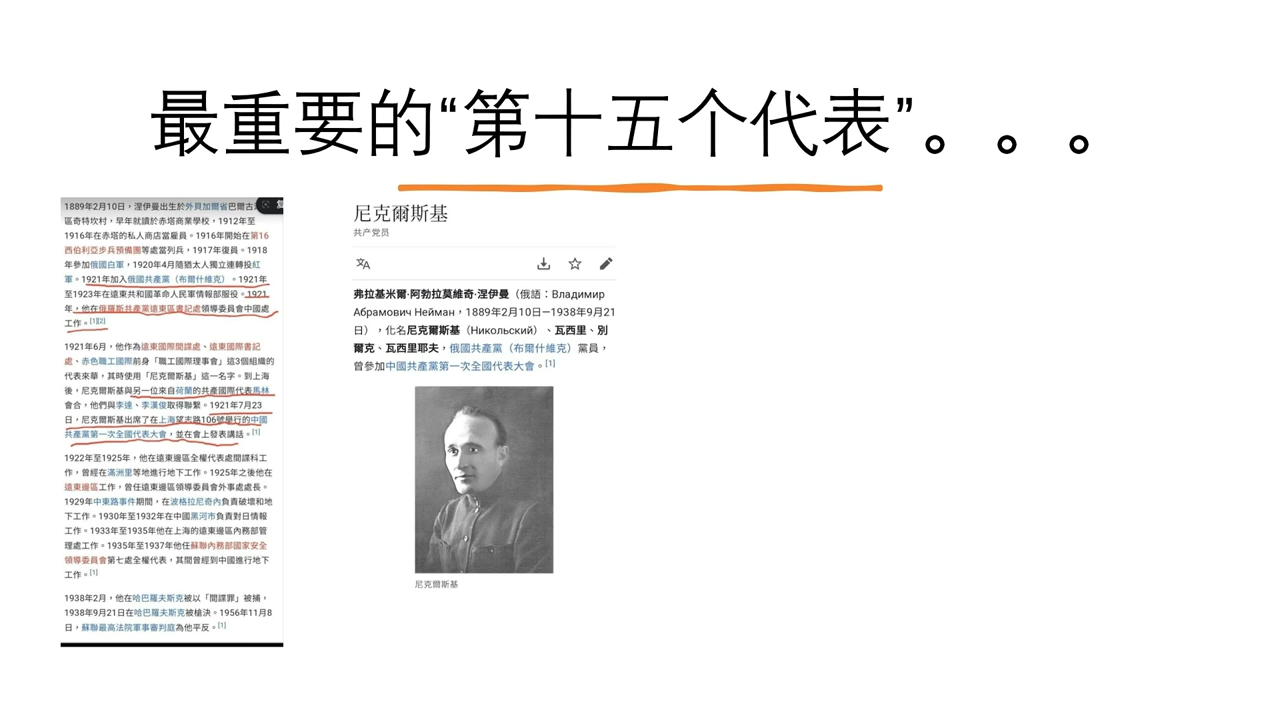 最重要的“第十五个代表”。。。
1889年2月10日，涅伊曼出生於外貝加爾省巴爾古
區奇特坎村，早年就讀於赤塔商業學校，1912年至
1916年在赤塔的私人商店當雇員。1916年開始在第16
西伯利亞步兵預備團等處當列兵，1917年復員。1918
年參加俄國白軍，1920年4月隨猶太人獨立連轉投紅
軍。1921年加入俄國共產黨（布爾什維克）。1921年
至1923年在遠東共和國革命人民軍情報部服役。1921
年，他在俄羅斯共產黨遠東區書記處領導委員會中國處
工作。[1][2]
1921年6月，他作為遠東國際間諜處、遠東國際書記
處、赤色職工國際前身「職工國際理事會」這3個組織的
代表來華，其時使用「尼克爾斯基」這一名字。到上海
後，尼克爾斯基與另一位來自荷蘭的共產國際代表馬林
會合，他們與李達、李漢俊取得聯繫。1921年7月23
日，尼克爾斯基出席了在上海望志路106號舉行的中國
共產黨第一次全國代表大會，並在會上發表講話。[1]
1922年至1925年，他在遠東邊區全權代表處間諜科工
作，曾經在滿洲里等地進行地下工作。1925年之後他在
遠東邊區工作，曾任遠東邊區領導委員會外事處處長。
1929年中東路事件期間，在波格拉尼奇內負責破壞和地
下工作。1930年至1932年在中國黑河市負責對日情報
工作。1933年至1935年他在上海的遠東邊區內務部管
理處工作。1935年至1937年他任蘇聯內務部國家安全
領導委員會第七處全權代表，其間曾經到中國進行地下
工作。[1]
1938年2月，他在哈巴羅夫斯克被以「間諜罪」被捕，
1938年9月21日在哈巴羅夫斯克被槍決。1956年11月8
日，蘇聯最高法院軍事審判庭為他平反。[1]
尼克爾斯基
共产党员
弗拉基米爾·阿勃拉莫維奇·涅伊曼（俄語：Владимир
Абрамович Нейман，1889年2月10日—1938年9月21
日），化名尼克爾斯基（Никольский）、瓦西里、別
爾克、瓦西里耶夫，俄國共產黨（布爾什維克）黨員，
曾參加中國共產黨第一次全國代表大會。[1]
尼克爾斯基